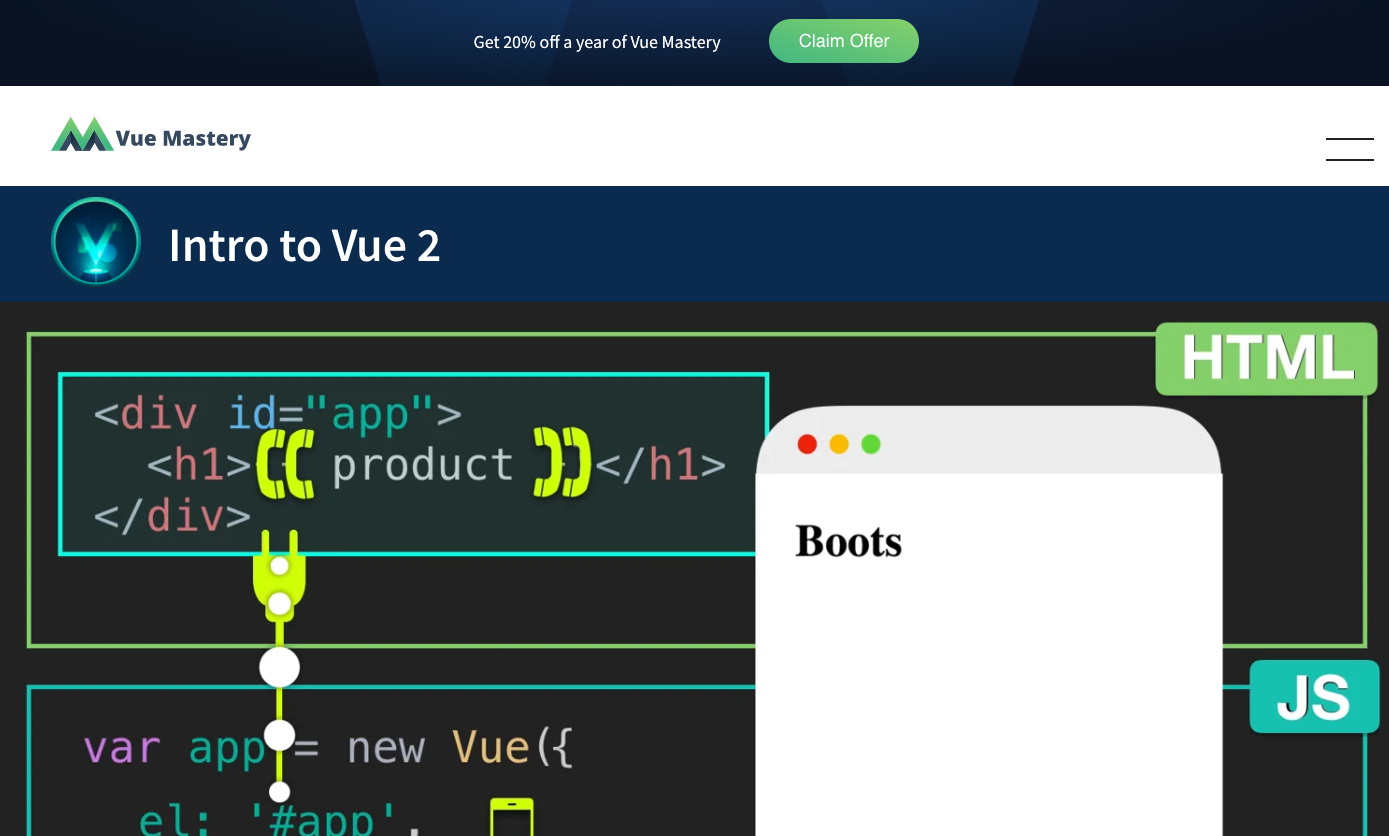 Get 20% off a year of Vue Mastery
Claim Offer
Vue Mastery
Intro to Vue 2
HTML
<div id="app">
<h1>{{ product }}</h1>
</div>
Boots
JS
var app = new Vue({
el: '#app',